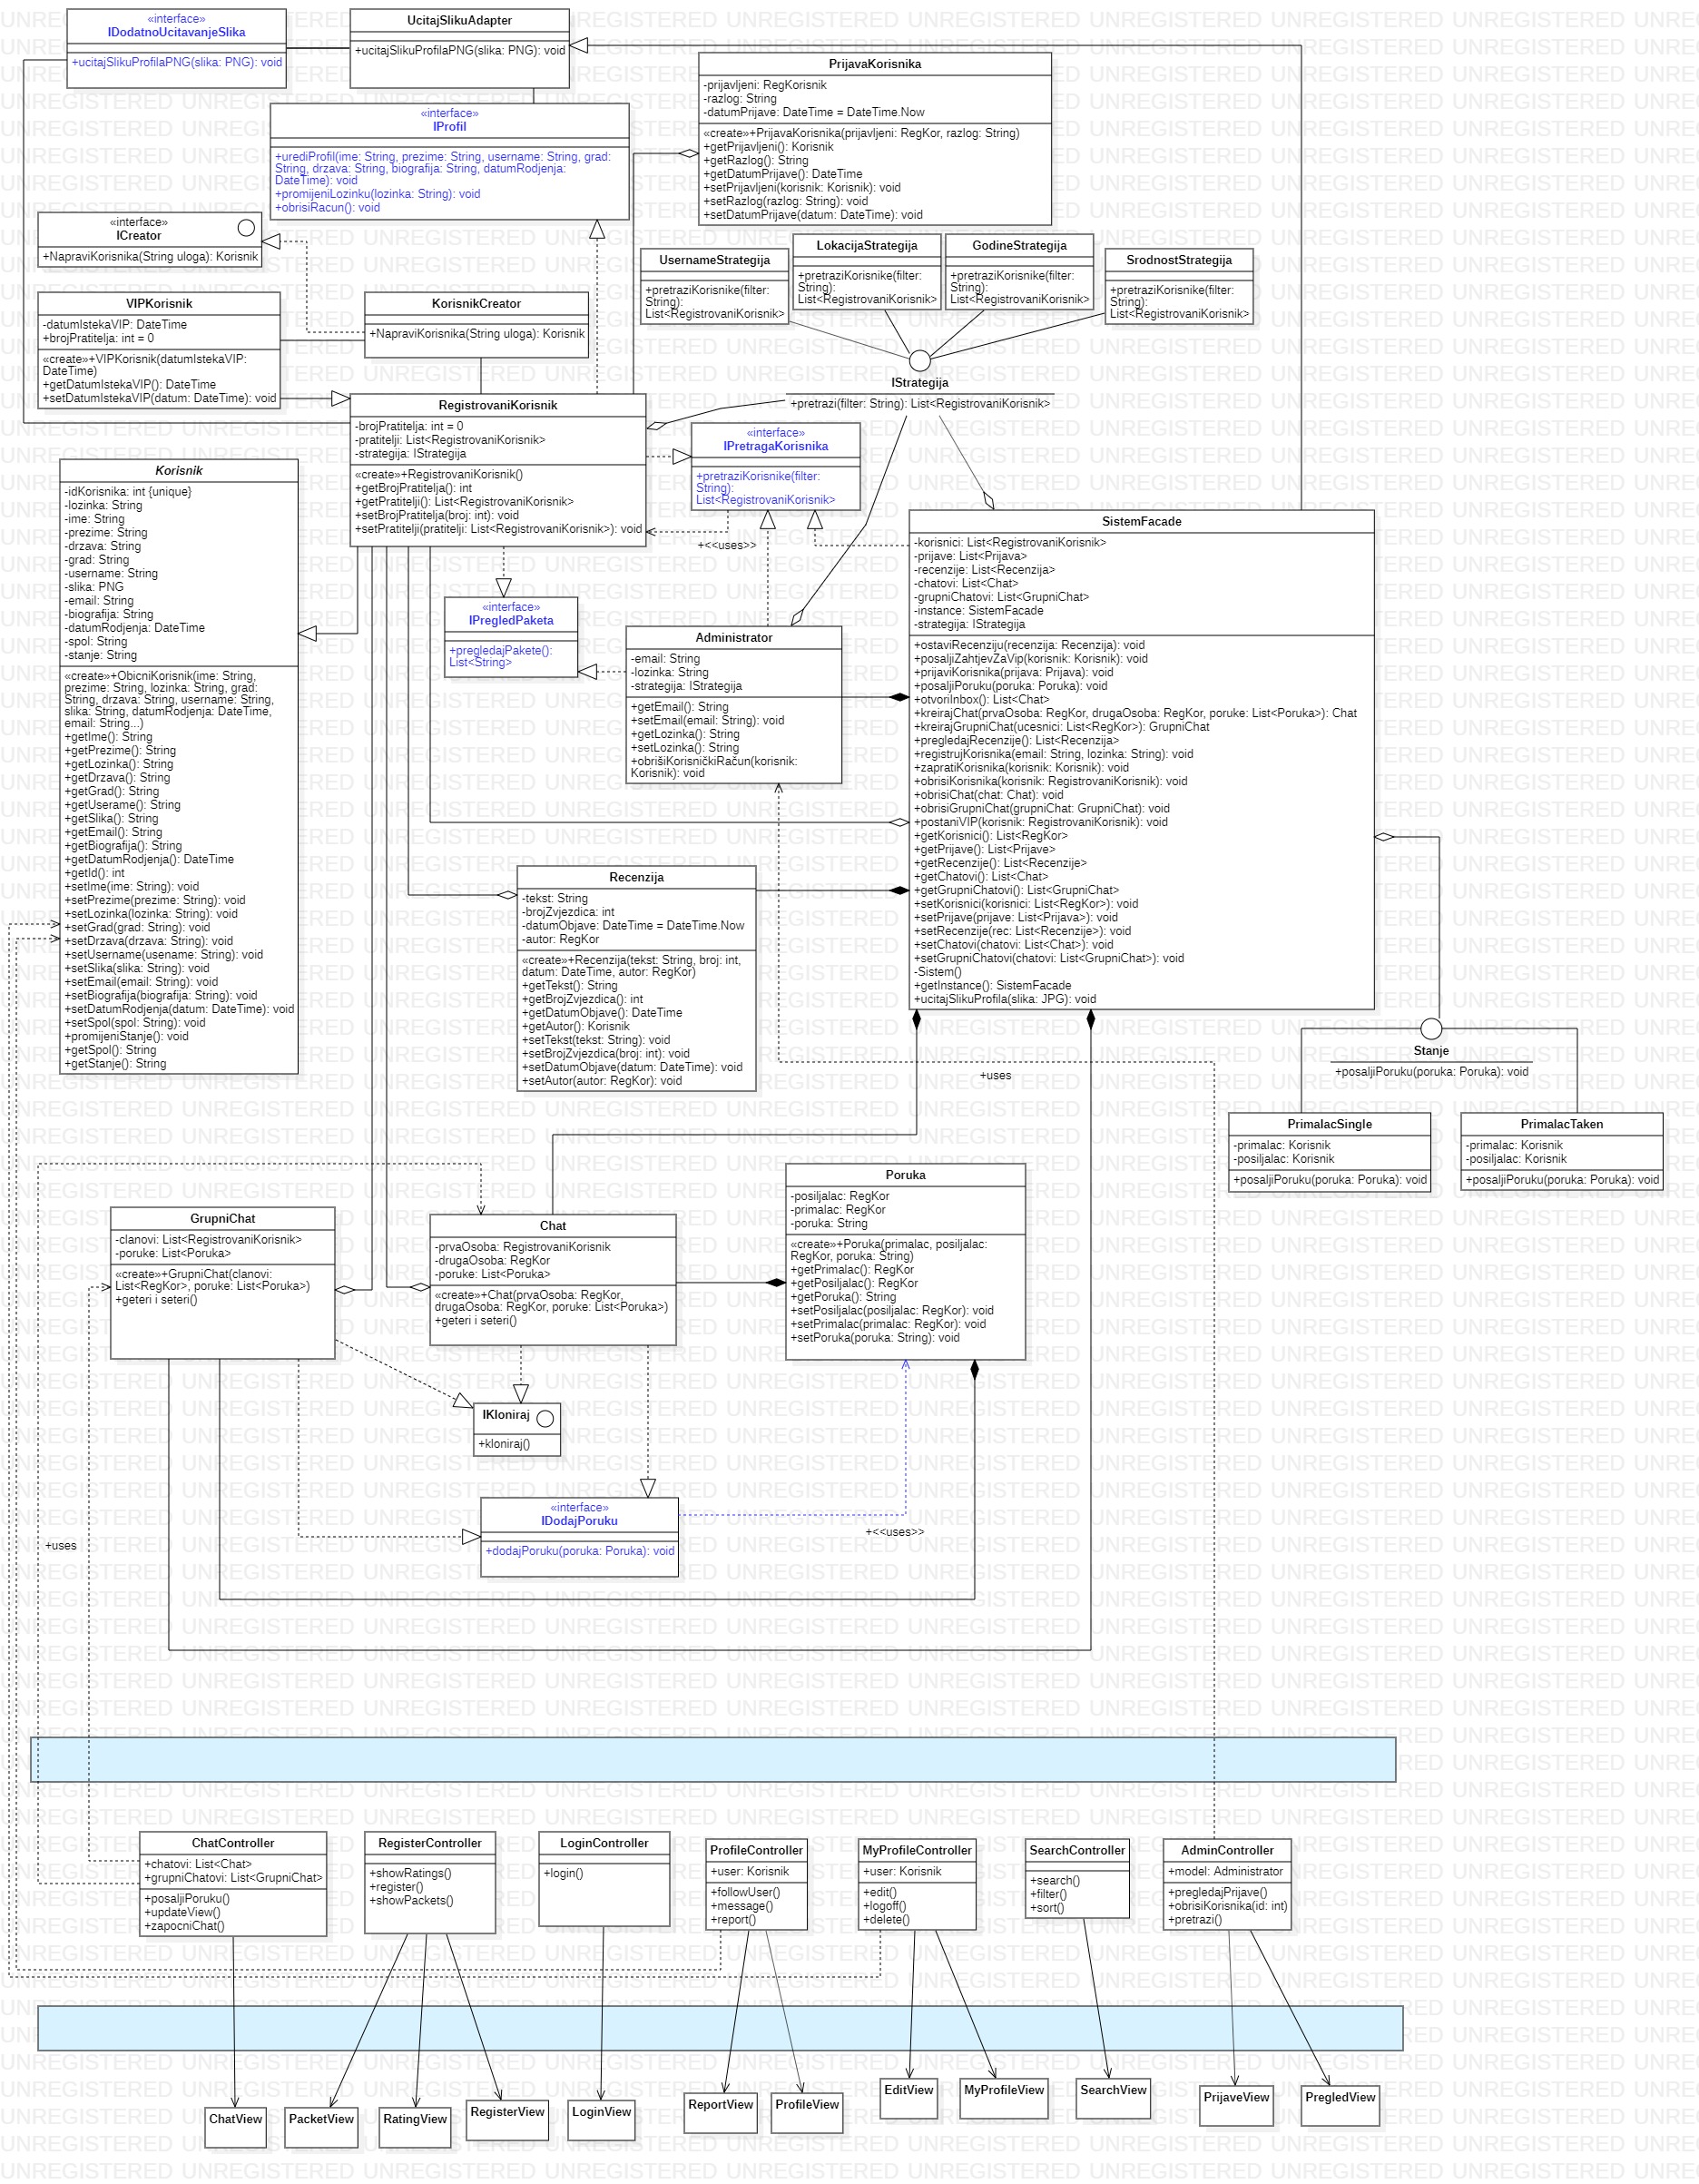 «interface»
IDodatnoUcitavanjeSlika
+ucitajSlikuProfilaPNG(slika: PNG): void
UcitajSlikuAdapter
+ucitajSlikuProfilaPNG(slika: PNG): void
«interface»
IProfil
+urediProfil(ime: String, prezime: String, username: String, grad:
String, drzava: String, biografija: String, datumRodjenja:
DateTime): void
+promijeniLozinku(lozinka: String): void
+obrisiRacun(): void
PrijavaKorisnika
-prijavljeni: RegKorisnik
-razlog: String
-datumPrijave: DateTime = DateTime.Now
«create»+PrijavaKorisnika(prijavljeni: RegKor, razlog: String)
+getPrijavljeni(): Korisnik
+getRazlog(): String
+getDatumPrijave(): DateTime
+setPrijavljeni(korisnik: Korisnik): void
+setRazlog(razlog: String): void
+setDatumPrijave(datum: DateTime): void
«interface»
ICreator
+NapraviKorisnika(String uloga): Korisnik
VIPKorisnik
-datumIstekaVIP: DateTime
+brojPratitelja: int = 0
«create»+VIPKorisnik(datumIstekaVIP:
DateTime)
+getDatumIstekaVIP(): DateTime
+setDatumIstekaVIP(datum: DateTime): void
KorisnikCreator
+NapraviKorisnika(String uloga): Korisnik
UsernameStrategija
+pretraziKorisnike(filter:
String):
List<RegistrovaniKorisnik>
LokacijaStrategija
+pretraziKorisnike(filter:
String):
List<RegistrovaniKorisnik>
GodineStrategija
+pretraziKorisnike(filter:
String):
List<RegistrovaniKorisnik>
SrodnostStrategija
+pretraziKorisnike(filter:
String):
List<RegistrovaniKorisnik>
IStrategija
+pretrazi(filter: String): List<RegistrovaniKorisnik>
RegistrovaniKorisnik
-brojPratitelja: int = 0
-pratitelji: List<RegistrovaniKorisnik>
-strategija: IStrategija
«create»+RegistrovaniKorisnik()
+getBrojPratitelja(): int
+getPratitelji(): List<RegistrovaniKorisnik>
+setBrojPratitelja(broj: int): void
+setPratitelji(pratitelji: List<RegistrovaniKorisnik>): void
«interface»
IPretragaKorisnika
+pretraziKorisnike(filter:
String):
List<RegistrovaniKorisnik>
+<<uses>>
Korisnik
-idKorisnika: int {unique}
-lozinka: String
-ime: String
-prezime: String
-drzava: String
-grad: String
-username: String
-slika: PNG
-email: String
-biografija: String
-datumRodjenja: DateTime
-spol: String
-stanje: String
«create»+ObicniKorisnik(ime: String,
prezime: String, lozinka: String, grad:
String, drzava: String, username: String,
slika: String, datumRodjenja: DateTime,
email: String...)
+getIme(): String
+getPrezime(): String
+getLozinka(): String
+getDrzava(): String
+getGrad(): String
+getUserame(): String
+getSlika(): String
+getEmail(): String
+getBiografija(): String
+getDatumRodjenja(): DateTime
+getId(): int
+setIme(ime: String): void
+setPrezime(prezime: String): void
+setLozinka(lozinka: String): void
+setGrad(grad: String): void
+setDrzava(drzava: String): void
+setUsername(usename: String): void
+setSlika(slika: String): void
+setEmail(email: String): void
+setBiografija(biografija: String): void
+setDatumRodjenja(datum: DateTime): void
+setSpol(spol: String): void
+promijeniStanje(): void
+getSpol(): String
+getStanje(): String
«interface»
IPregledPaketa
+pregledajPakete():
List<String>
Administrator
-email: String
-lozinka: String
-strategija: IStrategija
+getEmail(): String
+setEmail(email: String): void
+getLozinka(): String
+setLozinka(): String
+obrišiKorisničkiRačun(korisnik:
Korisnik): void
SistemFacade
-korisnici: List<RegistrovaniKorisnik>
-prijave: List<Prijava>
-recenzije: List<Recenzija>
-chatovi: List<Chat>
-grupniChatovi: List<GrupniChat>
-instance: SistemFacade
-strategija: IStrategija
+ostaviRecenziju(recenzija: Recenzija): void
+posaljiZahtjevZaVip(korisnik: Korisnik): void
+prijaviKorisnika(prijava: Prijava): void
+posaljiPoruku(poruka: Poruka): void
+otvoriInbox(): List<Chat>
+kreirajChat(prvaOsoba: RegKor, drugaOsoba: RegKor, poruke: List<Poruka>): Chat
+kreirajGrupniChat(ucesnici: List<RegKor>): GrupniChat
+pregledajRecenzije(): List<Recenzija>
+registrujKorisnika(email: String, lozinka: String): void
+zapratiKorisnika(korisnik: Korisnik): void
+obrisiKorisnika(korisnik: RegistrovaniKorisnik): void
+obrisiChat(chat: Chat): void
+obrisiGrupniChat(grupniChat: GrupniChat): void
+postaniVIP(korisnik: RegistrovaniKorisnik): void
+getKorisnici(): List<RegKor>
+getPrijave(): List<Prijave>
+getRecenzije(): List<Recenzije>
+getChatovi(): List<Chat>
+getGrupniChatovi(): List<GrupniChat>
+setKorisnici(korisnici: List<RegKor>): void
+setPrijave(prijave: List<Prijava>): void
+setRecenzije(rec: List<Recenzije>): void
+setChatovi(chatovi: List<Chat>): void
+setGrupniChatovi(chatovi: List<GrupniChat>): void
-Sistem()
+getInstance(): SistemFacade
+ucitajSlikuProfila(slika: JPG): void
Recenzija
-tekst: String
-brojZvjezdica: int
-datumObjave: DateTime = DateTime.Now
-autor: RegKor
«create»+Recenzija(tekst: String, broj: int,
datum: DateTime, autor: RegKor)
+getTekst(): String
+getBrojZvjezdica(): int
+getDatumObjave(): DateTime
+getAutor(): Korisnik
+setTekst(tekst: String): void
+setBrojZvjezdica(broj: int): void
+setDatumObjave(datum: DateTime): void
+setAutor(autor: RegKor): void
Stanje
+posaljiPoruku(poruka: Poruka): void
+uses
PrimalacSingle
-primalac: Korisnik
-posiljalac: Korisnik
+posaljiPoruku(poruka: Poruka): void
PrimalacTaken
-primalac: Korisnik
-posiljalac: Korisnik
+posaljiPoruku(poruka: Poruka): void
GrupniChat
-clanovi: List<RegistrovaniKorisnik>
-poruke: List<Poruka>
«create»+GrupniChat(clanovi:
List<RegKor>, poruke: List<Poruka>)
+geteri i seteri()
Chat
-prvaOsoba: RegistrovaniKorisnik
-drugaOsoba: RegKor
-poruke: List<Poruka>
«create»+Chat(prvaOsoba: RegKor,
drugaOsoba: RegKor, poruke: List<Poruka>)
+geteri i seteri()
Poruka
-posiljalac: RegKor
-primalac: RegKor
-poruka: String
«create»+Poruka(primalac, posiljalac:
RegKor, poruka: String)
+getPrimalac(): RegKor
+getPosiljalac(): RegKor
+getPoruka(): String
+setPosiljalac(posiljalac: RegKor): void
+setPrimalac(primalac: RegKor): void
+setPoruka(poruka: String): void
IKloniraj
+kloniraj()
«interface»
IDodajPoruku
+dodajPoruku(poruka: Poruka): void
+<<uses>>
+uses
ChatController
+chatovi: List<Chat>
+grupniChatovi: List<GrupniChat>
+posaljiPoruku()
+updateView()
+zapocniChat()
RegisterController
+showRatings()
+register()
+showPackets()
LoginController
+login()
ProfileController
+user: Korisnik
+followUser()
+message()
+report()
MyProfileController
+user: Korisnik
+edit()
+logoff()
+delete()
SearchController
+search()
+filter()
+sort()
AdminController
+model: Administrator
+pregledajPrijave()
+obrisiKorisnika(id: int)
+pretrazi()
ChatView
PacketView
RatingView
RegisterView
LoginView
ReportView
ProfileView
EditView
MyProfileView
SearchView
PrijaveView
PregledView
UNREGISTERED